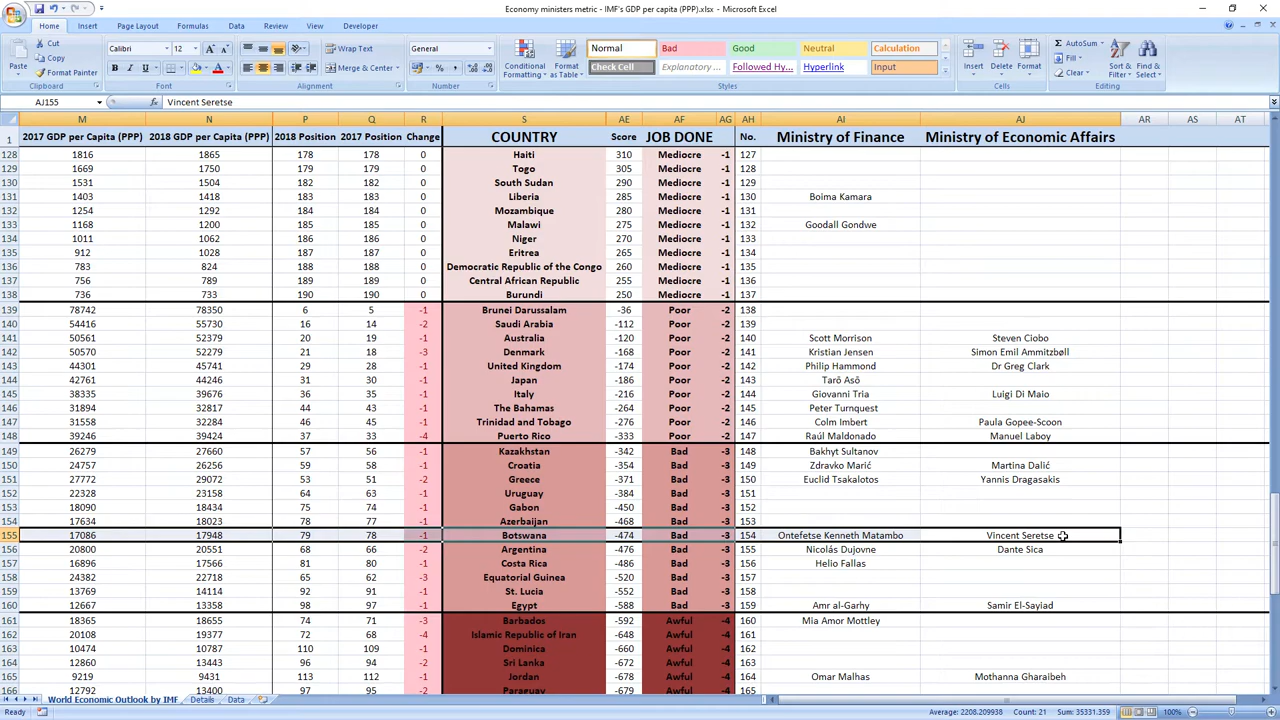 Economy ministers metric - IMF's GDP per capita (PPP).xlsx - Microsoft Excel
Home Insert Page Layout Formulas Data Review View Developer
Paste Cut Copy Format Painter Clipboard
Calibri 12 Font
Wrap Text Merge & Center Alignment
General Number
Conditional Formatting Format as Table
Normal Bad Good Neutral Calculation
Check Cell Explanatory ... Followed Hy... Hyperlink Input
Styles
Insert Delete Format Cells
AutoSum Fill Clear Sort & Filter Find & Select Editing
AJ155 Vincent Seretse
M N P Q R S AE AF AG AH AI AJ AR AS AT
1 2017 GDP per Capita (PPP) 2018 GDP per Capita (PPP) 2018 Position 2017 Position Change COUNTRY Score JOB DONE No. Ministry of Finance Ministry of Economic Affairs
128 1816 1865 178 178 0 Haiti 310 Mediocre -1 127
129 1669 1750 179 179 0 Togo 305 Mediocre -1 128
130 1531 1504 182 182 0 South Sudan 290 Mediocre -1 129
131 1403 1418 183 183 0 Liberia 285 Mediocre -1 130 Boima Kamara
132 1254 1292 184 184 0 Mozambique 280 Mediocre -1 131
133 1168 1200 185 185 0 Malawi 275 Mediocre -1 132 Goodall Gondwe
134 1011 1062 186 186 0 Niger 270 Mediocre -1 133
135 912 1028 187 187 0 Eritrea 265 Mediocre -1 134
136 783 824 188 188 0 Democratic Republic of the Congo 260 Mediocre -1 135
137 756 789 189 189 0 Central African Republic 255 Mediocre -1 136
138 736 733 190 190 0 Burundi 250 Mediocre -1 137
139 78742 78350 6 5 -1 Brunei Darussalam -36 Poor -2 138
140 54416 55730 16 14 -2 Saudi Arabia -112 Poor -2 139
141 50561 52379 20 19 -1 Australia -120 Poor -2 140 Scott Morrison Steven Ciobo
142 50570 52279 21 18 -3 Denmark -168 Poor -2 141 Kristian Jensen Simon Emil Ammitzbøll
143 44301 45741 29 28 -1 United Kingdom -174 Poor -2 142 Philip Hammond Dr Greg Clark
144 42761 44246 31 30 -1 Japan -186 Poor -2 143 Tarō Asō
145 38335 39676 36 35 -1 Italy -216 Poor -2 144 Giovanni Tria Luigi Di Maio
146 31894 32817 44 43 -1 The Bahamas -264 Poor -2 145 Peter Turnquest
147 31558 32284 46 45 -1 Trinidad and Tobago -276 Poor -2 146 Colm Imbert Paula Gopee-Scoon
148 39246 39424 37 33 -4 Puerto Rico -333 Poor -2 147 Raúl Maldonado Manuel Laboy
149 26279 27660 57 56 -1 Kazakhstan -342 Bad -3 148 Bakhyt Sultanov
150 24757 26256 59 58 -1 Croatia -354 Bad -3 149 Zdravko Marić Martina Dalić
151 27772 29072 53 51 -2 Greece -478 Bad -3 150 Euclid Tsakalotos Yannis Dragasakis
152 22328 23158 64 63 -1 Uruguay -384 Bad -3 151
153 18090 18434 77 76 -1 Gabon -464 Bad -3 152
154 17634 18023 78 77 -1 Azerbaijan -468 Bad -3 153
155 17086 17948 79 78 -1 Botswana -474 Bad -3 154 Ontefetse Kenneth Matambo Vincent Seretse
156 20800 20551 68 66 -2 Argentina -476 Bad -3 155 Nicolás Dujovne Dante Sica
157 16896 17566 81 80 -1 Costa Rica -486 Bad -3 156 Helio Fallas
158 24382 22718 65 62 -3 Equatorial Guinea -520 Bad -3 157
159 13769 14114 92 91 -1 St. Lucia -552 Bad -3 158
160 12667 13358 98 97 -1 Egypt -588 Bad -3 159 Amr al-Garhy Samir El-Sayiad
161 18365 18655 74 71 -3 Barbados -592 Awful -4 160 Mia Amor Mottley
162 20108 19377 72 68 -4 Islamic Republic of Iran -648 Awful -4 161
163 10474 10787 110 109 -1 Dominica -660 Awful -4 162
164 12860 13443 96 94 -2 Sri Lanka -672 Awful -4 163
165 9219 9431 113 112 -1 Jordan -678 Awful -4 164 Omar Malhas Mothanna Gharaibeh
166 12792 13400 97 95 -2 Paraguay -679 Awful -4 165
World Economic Outlook by IMF Details Data
Ready Average: 2208.209938 Count: 21 Sum: 35331.359 100%